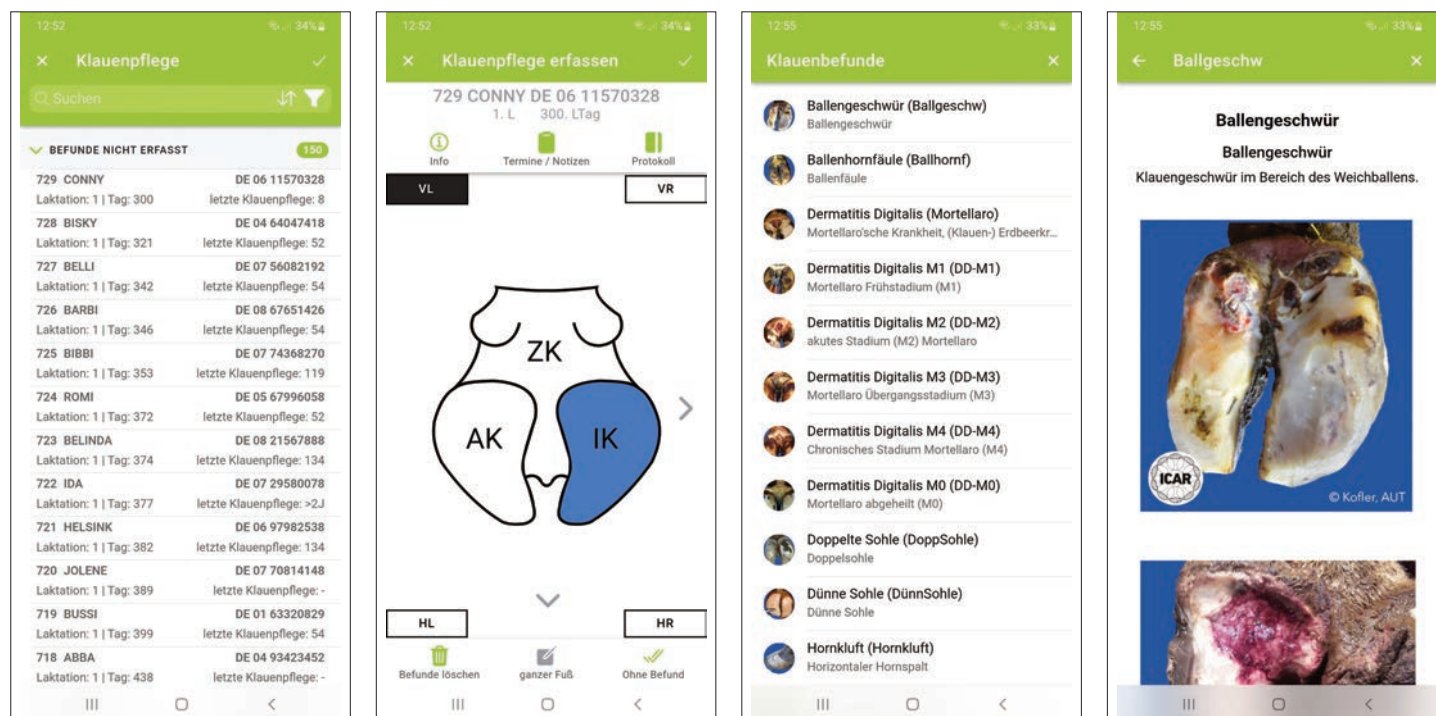 12:52
34%
Klauenpflege
Suchen
BEFUNDE NICHT ERFASST 150
729 CONNY DE 06 11570328
Laktation: 1 | Tag: 300 letzte Klauenpflege: 8
728 BISKY DE 04 64047418
Laktation: 1 | Tag: 321 letzte Klauenpflege: 52
727 BELLI DE 07 56082192
Laktation: 1 | Tag: 342 letzte Klauenpflege: 54
726 BARBI DE 08 67651426
Laktation: 1 | Tag: 346 letzte Klauenpflege: 54
725 BIBBI DE 07 74368270
Laktation: 1 | Tag: 353 letzte Klauenpflege: 119
724 ROMI DE 05 67996058
Laktation: 1 | Tag: 372 letzte Klauenpflege: 52
723 BELINDA DE 08 21567888
Laktation: 1 | Tag: 374 letzte Klauenpflege: 134
722 IDA DE 07 29580078
Laktation: 1 | Tag: 377 letzte Klauenpflege: >2J
721 HELSINK DE 06 97982538
Laktation: 1 | Tag: 382 letzte Klauenpflege: 134
720 JOLENE DE 07 70814148
Laktation: 1 | Tag: 389 letzte Klauenpflege: -
719 BUSSI DE 01 63320829
Laktation: 1 | Tag: 399 letzte Klauenpflege: 54
718 ABBA DE 04 93423452
Laktation: 1 | Tag: 438 letzte Klauenpflege: -
12:52
34%
Klauenpflege erfassen
729 CONNY DE 06 11570328
1. L 300. LTag
Info Termine / Notizen Protokoll
VL VR
ZK
AK IK
HL HR
Befunde löschen ganzer Fuß Ohne Befund
12:55
33%
Klauenbefunde
Ballengeschwür (Ballgeschw)
Ballengeschwür
Ballenhornfäule (Ballhornf)
Ballenfäule
Dermatitis Digitalis (Mortellaro)
Mortellaro'sche Krankheit, (Klauen-) Erdbeerkr...
Dermatitis Digitalis M1 (DD-M1)
Mortellaro Frühstadium (M1)
Dermatitis Digitalis M2 (DD-M2)
akutes Stadium (M2) Mortellaro
Dermatitis Digitalis M3 (DD-M3)
Mortellaro Übergangsstadium (M3)
Dermatitis Digitalis M4 (DD-M4)
Chronisches Stadium Mortellaro (M4)
Dermatitis Digitalis M0 (DD-M0)
Mortellaro abgeheilt (M0)
Doppelte Sohle (DoppSohle)
Doppelsohle
Dünne Sohle (DünnSohle)
Dünne Sohle
Hornkluft (Hornkluft)
Horizontaler Hornspalt
12:55
33%
Ballgeschw
Ballengeschwür
Ballengeschwür
Klauengeschwür im Bereich des Weichballens.
ICAR
© Kofler, AUT